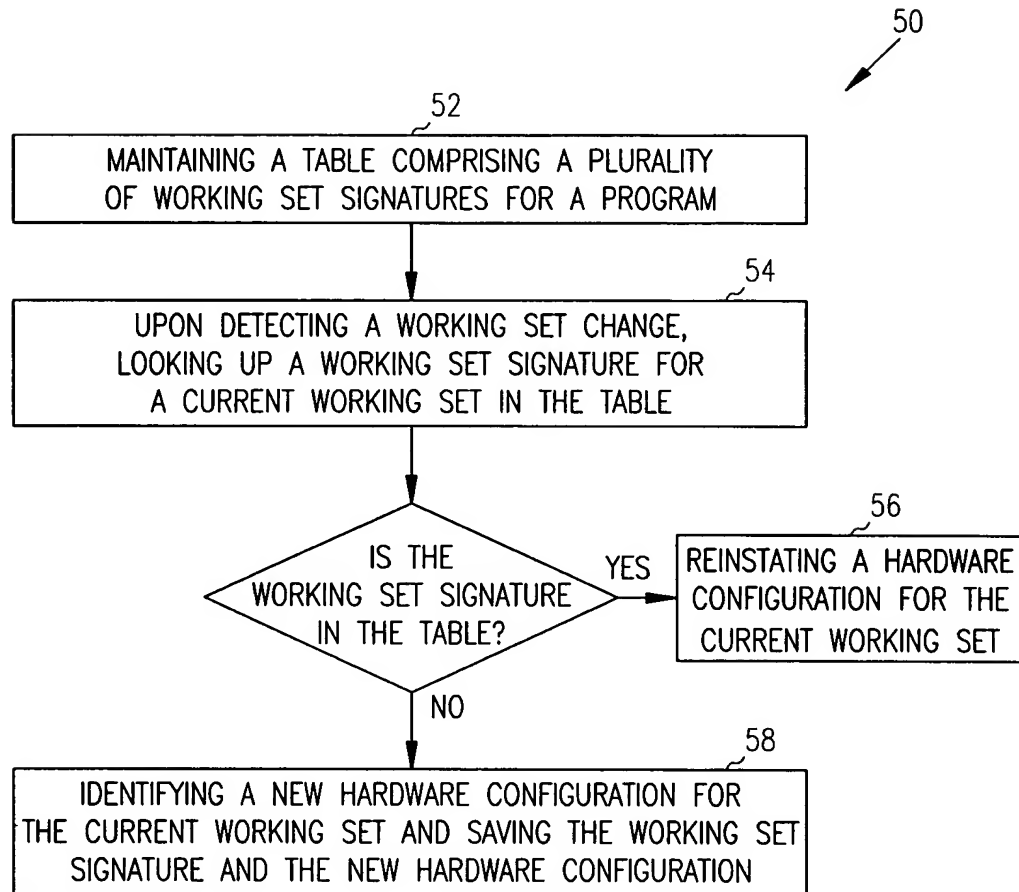 50
52
MAINTAINING A TABLE COMPRISING A PLURALITY
OF WORKING SET SIGNATURES FOR A PROGRAM
54
UPON DETECTING A WORKING SET CHANGE,
LOOKING UP A WORKING SET SIGNATURE FOR
A CURRENT WORKING SET IN THE TABLE
IS THE
WORKING SET SIGNATURE
IN THE TABLE?
YES
56
REINSTATING A HARDWARE
CONFIGURATION FOR THE
CURRENT WORKING SET
NO
58
IDENTIFYING A NEW HARDWARE CONFIGURATION FOR
THE CURRENT WORKING SET AND SAVING THE WORKING SET
SIGNATURE AND THE NEW HARDWARE CONFIGURATION